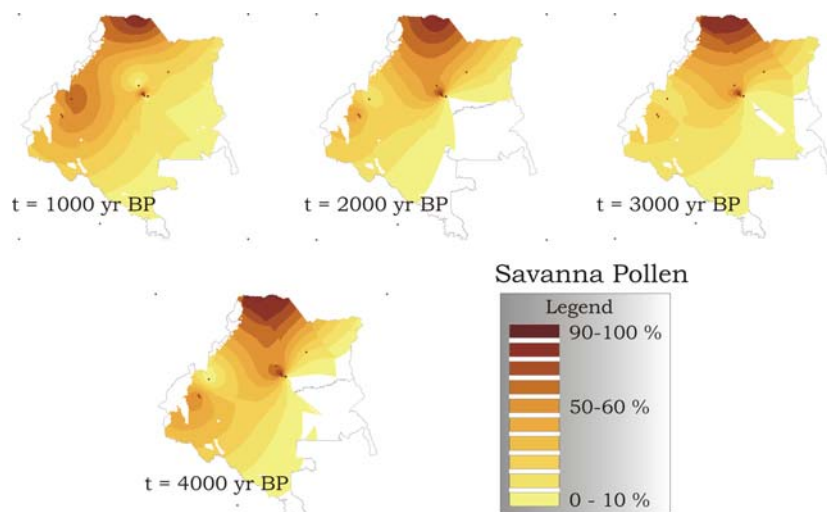 t = 1000 yr BP
t = 2000 yr BP
t = 3000 yr BP
t = 4000 yr BP
Savanna Pollen
Legend
90-100 %
50-60 %
0 - 10 %